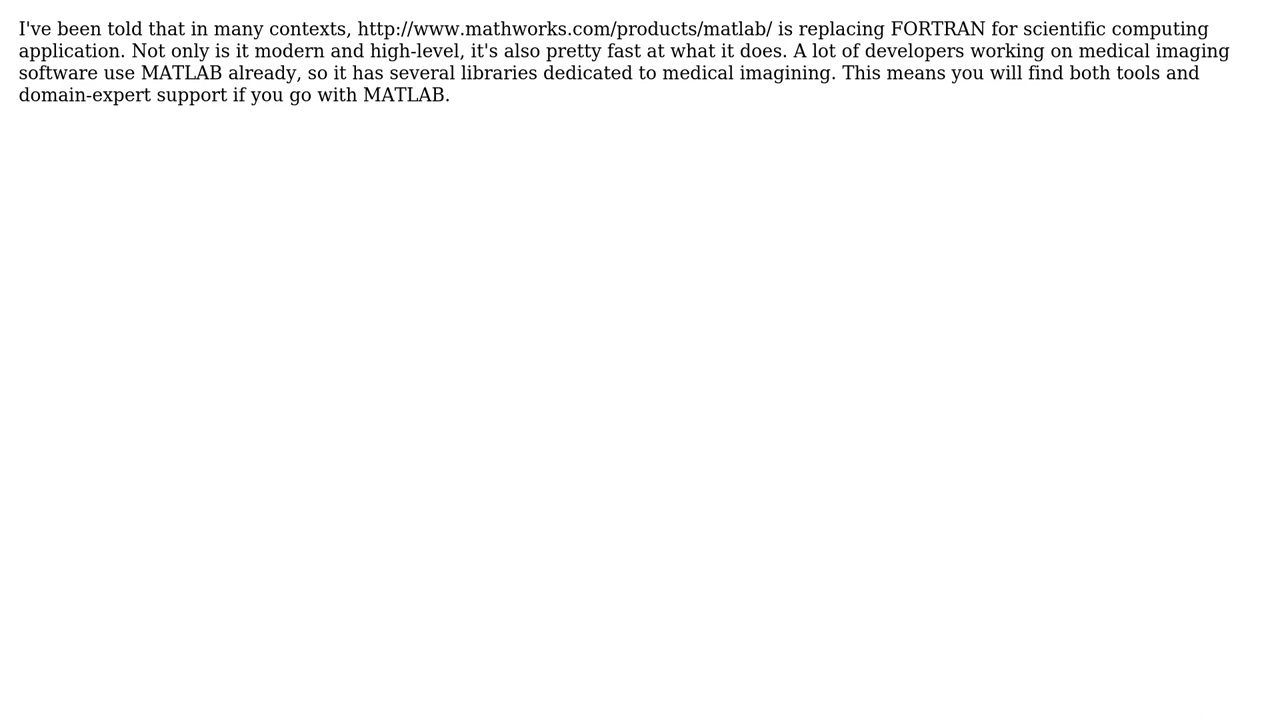 I've been told that in many contexts, http://www.mathworks.com/products/matlab/ is replacing FORTRAN for scientific computing
application. Not only is it modern and high-level, it's also pretty fast at what it does. A lot of developers working on medical imaging
software use MATLAB already, so it has several libraries dedicated to medical imagining. This means you will find both tools and
domain-expert support if you go with MATLAB.